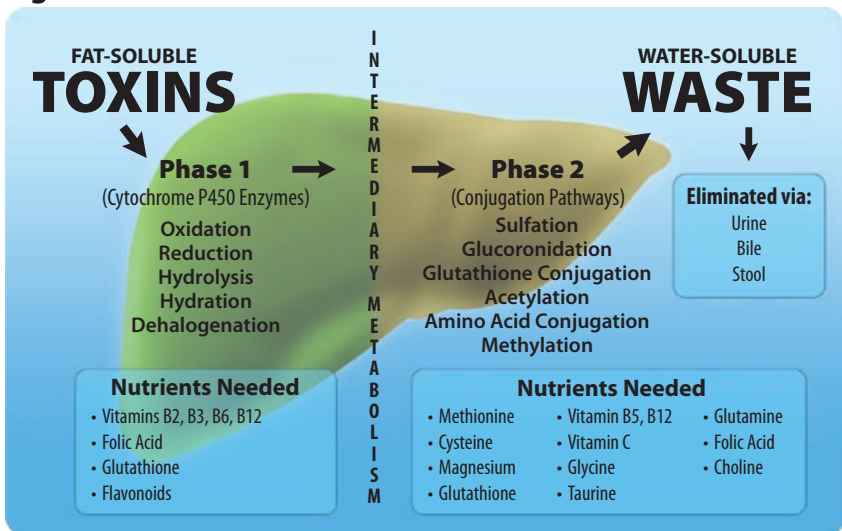 FAT-SOLUBLE
TOXINS
Phase 1
(Cytochrome P450 Enzymes)
Oxidation
Reduction
Hydrolysis
Hydration
Dehalogenation
Nutrients Needed
• Vitamins B2, B3, B6, B12
• Folic Acid
• Glutathione
• Flavonoids
INTERMEDIARY METABOLISM
WATER-SOLUBLE
WASTE
Phase 2
(Conjugation Pathways)
Sulfation
Glucoronidation
Glutathione Conjugation
Acetylation
Amino Acid Conjugation
Methylation
Eliminated via:
Urine
Bile
Stool
Nutrients Needed
• Methionine
• Cysteine
• Magnesium
• Glutathione
• Vitamin B5, B12
• Vitamin C
• Glycine
• Taurine
• Glutamine
• Folic Acid
• Choline